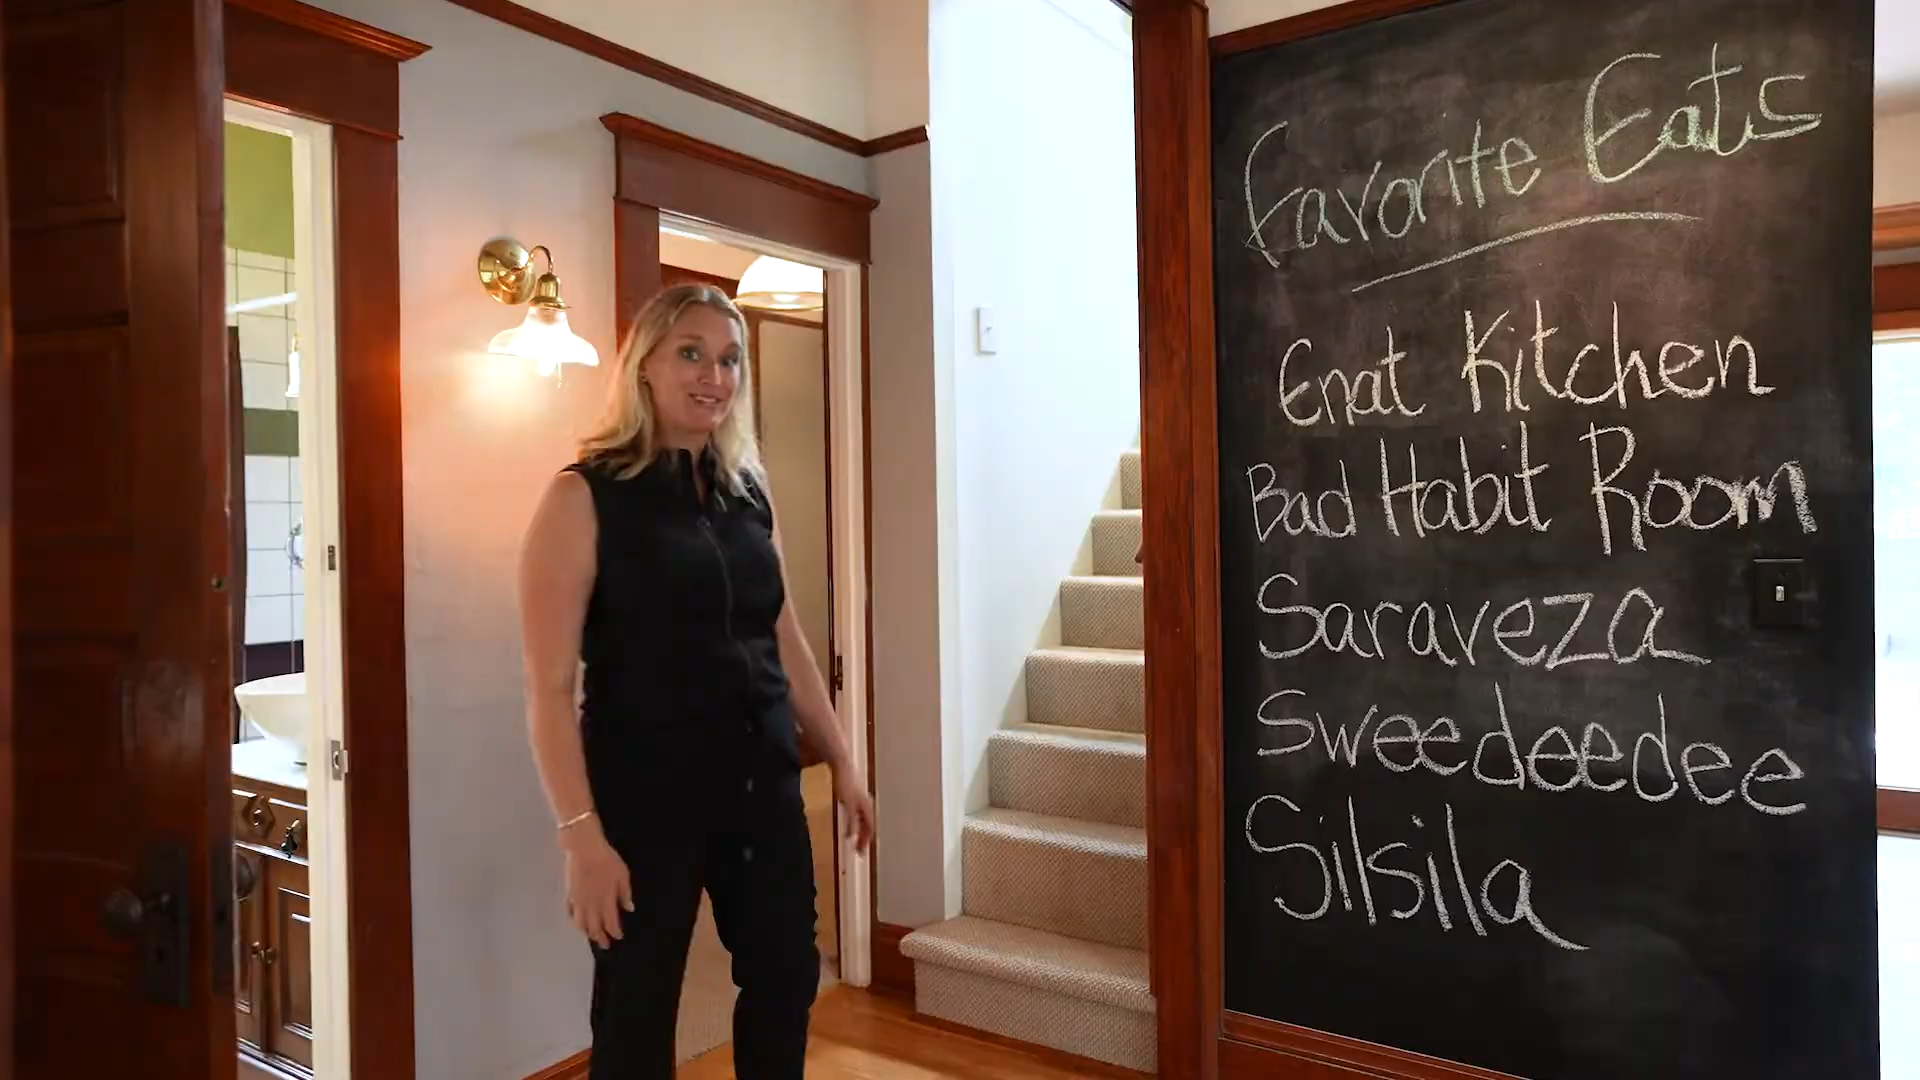 Favorite Eats
Enat Kitchen
Bad Habit Room
Saraveza
Sweedeedee
Silsila